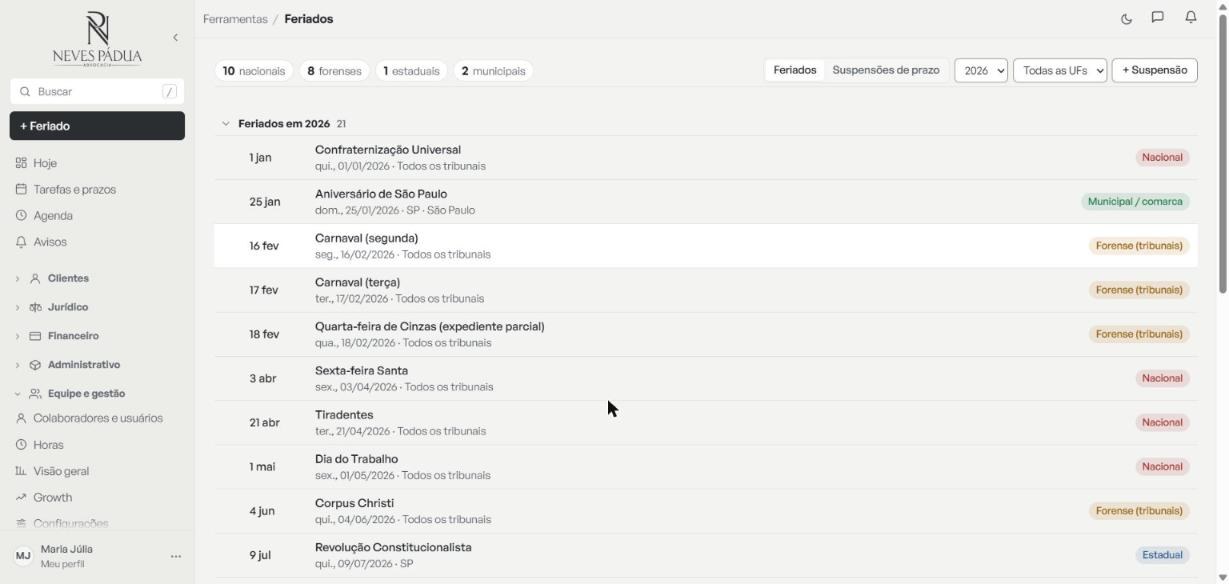 NEVES PÁDUA
ADVOCACIA
Buscar /
+ Feriado
Hoje
Tarefas e prazos
Agenda
Avisos
Clientes
Jurídico
Financeiro
Administrativo
Equipe e gestão
Colaboradores e usuários
Horas
Visão geral
Growth
Configurações
MJ
Maria Júlia
Meu perfil
Ferramentas / Feriados
10 nacionais 8 forenses 1 estaduais 2 municipais
Feriados Suspensões de prazo 2026 Todas as UFs + Suspensão
Feriados em 2026 21
1 jan
Confraternização Universal
qui., 01/01/2026 · Todos os tribunais
Nacional
25 jan
Aniversário de São Paulo
dom., 25/01/2026 · SP · São Paulo
Municipal / comarca
16 fev
Carnaval (segunda)
seg., 16/02/2026 · Todos os tribunais
Forense (tribunais)
17 fev
Carnaval (terça)
ter., 17/02/2026 · Todos os tribunais
Forense (tribunais)
18 fev
Quarta-feira de Cinzas (expediente parcial)
qua., 18/02/2026 · Todos os tribunais
Forense (tribunais)
3 abr
Sexta-feira Santa
sex., 03/04/2026 · Todos os tribunais
Nacional
21 abr
Tiradentes
ter., 21/04/2026 · Todos os tribunais
Nacional
1 mai
Dia do Trabalho
sex., 01/05/2026 · Todos os tribunais
Nacional
4 jun
Corpus Christi
qui., 04/06/2026 · Todos os tribunais
Forense (tribunais)
9 jul
Revolução Constitucionalista
qui., 09/07/2026 · SP
Estadual